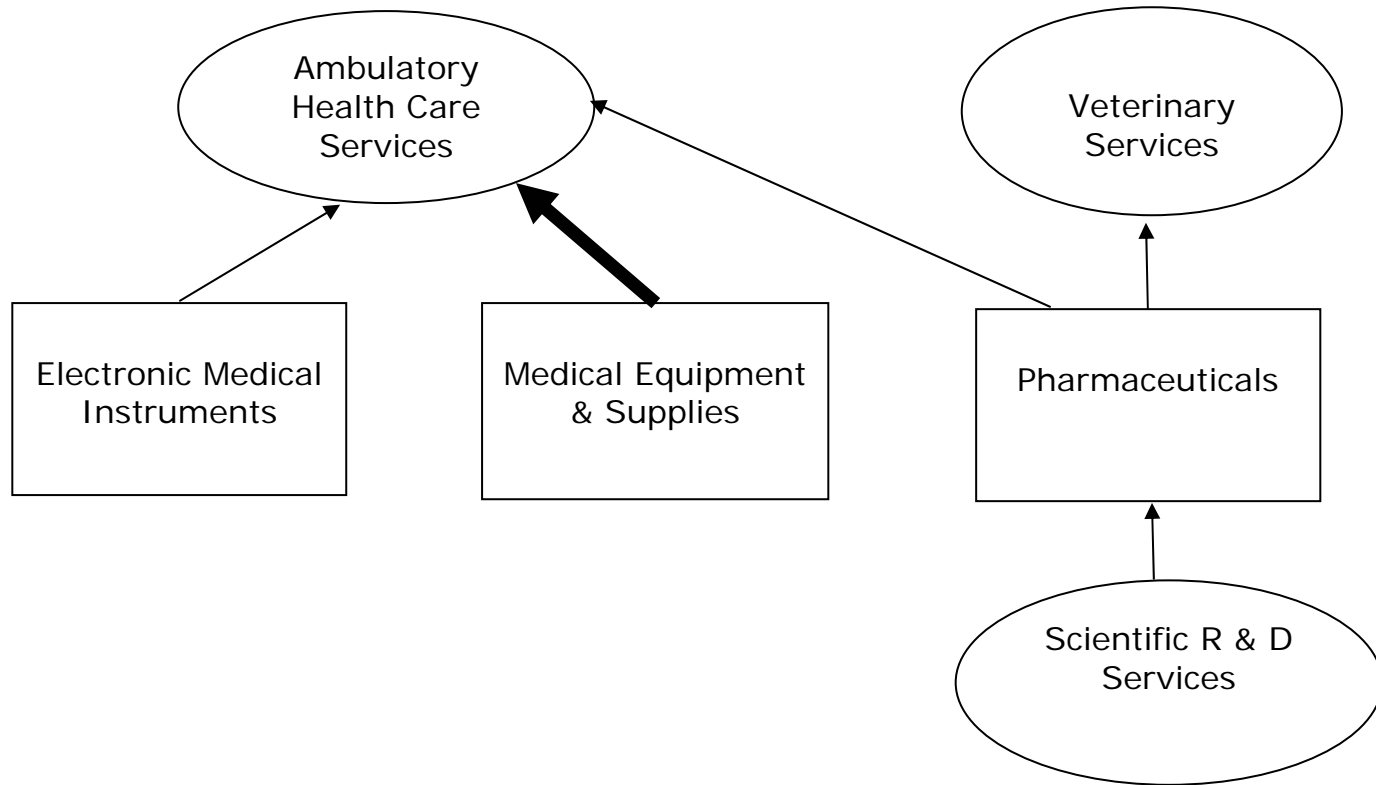 Ambulatory
Health Care
Services
Veterinary
Services
Electronic Medical
Instruments
Medical Equipment
& Supplies
Pharmaceuticals
Scientific R & D
Services